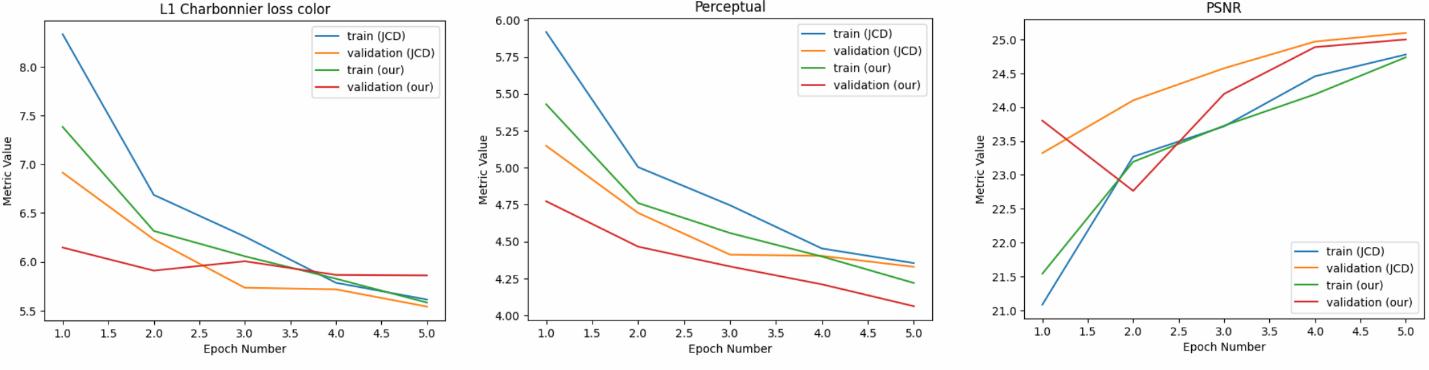 L1 Charbonnier loss color
Metric Value
8.0
7.5
7.0
6.5
6.0
5.5
train (JCD)
validation (JCD)
train (our)
validation (our)
1.0 1.5 2.0 2.5 3.0 3.5 4.0 4.5 5.0
Epoch Number
Perceptual
Metric Value
6.00
5.75
5.50
5.25
5.00
4.75
4.50
4.25
4.00
train (JCD)
validation (JCD)
train (our)
validation (our)
1.0 1.5 2.0 2.5 3.0 3.5 4.0 4.5 5.0
Epoch Number
PSNR
Metric Value
25.0
24.5
24.0
23.5
23.0
22.5
22.0
21.5
21.0
train (JCD)
validation (JCD)
train (our)
validation (our)
1.0 1.5 2.0 2.5 3.0 3.5 4.0 4.5 5.0
Epoch Number